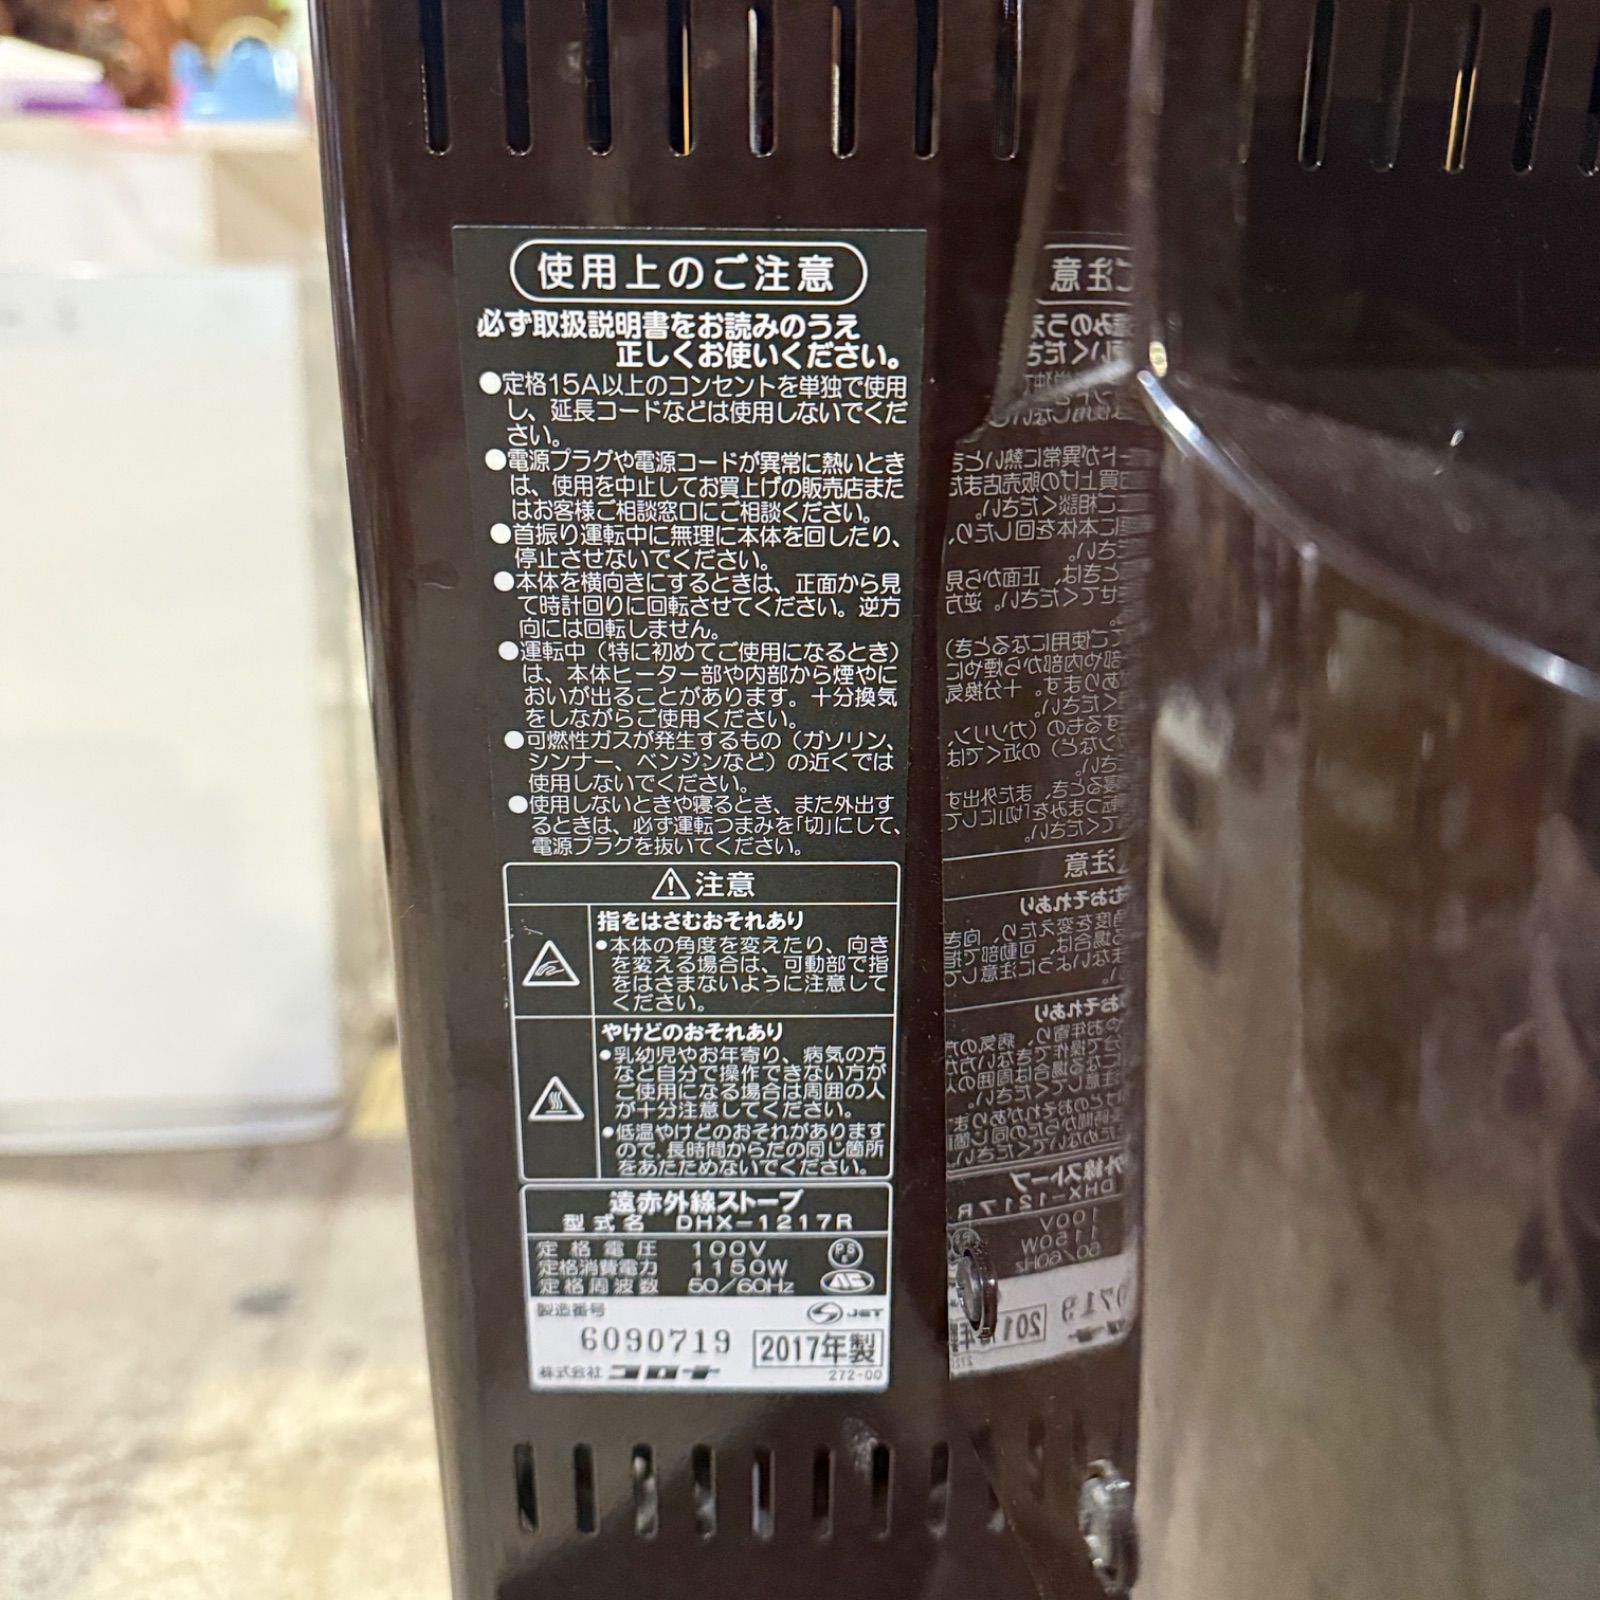 使用上のご注意
必ず取扱説明書をお読みのうえ
正しくお使いください。
●定格15A以上のコンセントを単独で使用
し、延長コードなどは使用しないでくだ
さい。
●電源プラグや電源コードが異常に熱いとき
は、使用を中止してお買上げの販売店また
はお客様ご相談窓口にご相談ください。
●首振り運転中に無理に本体を回したり、
停止させないでください。
●本体を横向きにするときは、正面から見
て時計回りに回転させてください。逆方
向には回転しません。
●運転中（特に初めてご使用になるとき）
は、本体ヒーター部や内部から煙やに
おいが出ることがあります。十分換気
をしながらご使用ください。
●可燃性ガスが発生するもの（ガソリン、
シンナー、ベンジンなど）の近くでは
使用しないでください。
●使用しないときや寝るとき、また外出す
るときは、必ず運転つまみを「切」にして、
電源プラグを抜いてください。
⚠注意
指をはさむおそれあり
●本体の角度を変えたり、向き
を変える場合は、可動部で指
をはさまないように注意して
ください。
やけどのおそれあり
●乳幼児やお年寄り、病気の方
など自分で操作できない方が
ご使用になる場合は周囲の人
が十分注意してください。
●低温やけどのおそれがあります
ので、長時間からだの同じ箇所
をあたためないでください。
遠赤外線ストーブ
型式名 DHX-1217R
定格電圧 100V
定格消費電力 1150W
定格周波数 50/60Hz
PSE
製造番号
JET
6090719
2017年製
株式会社 コロナ
272-00